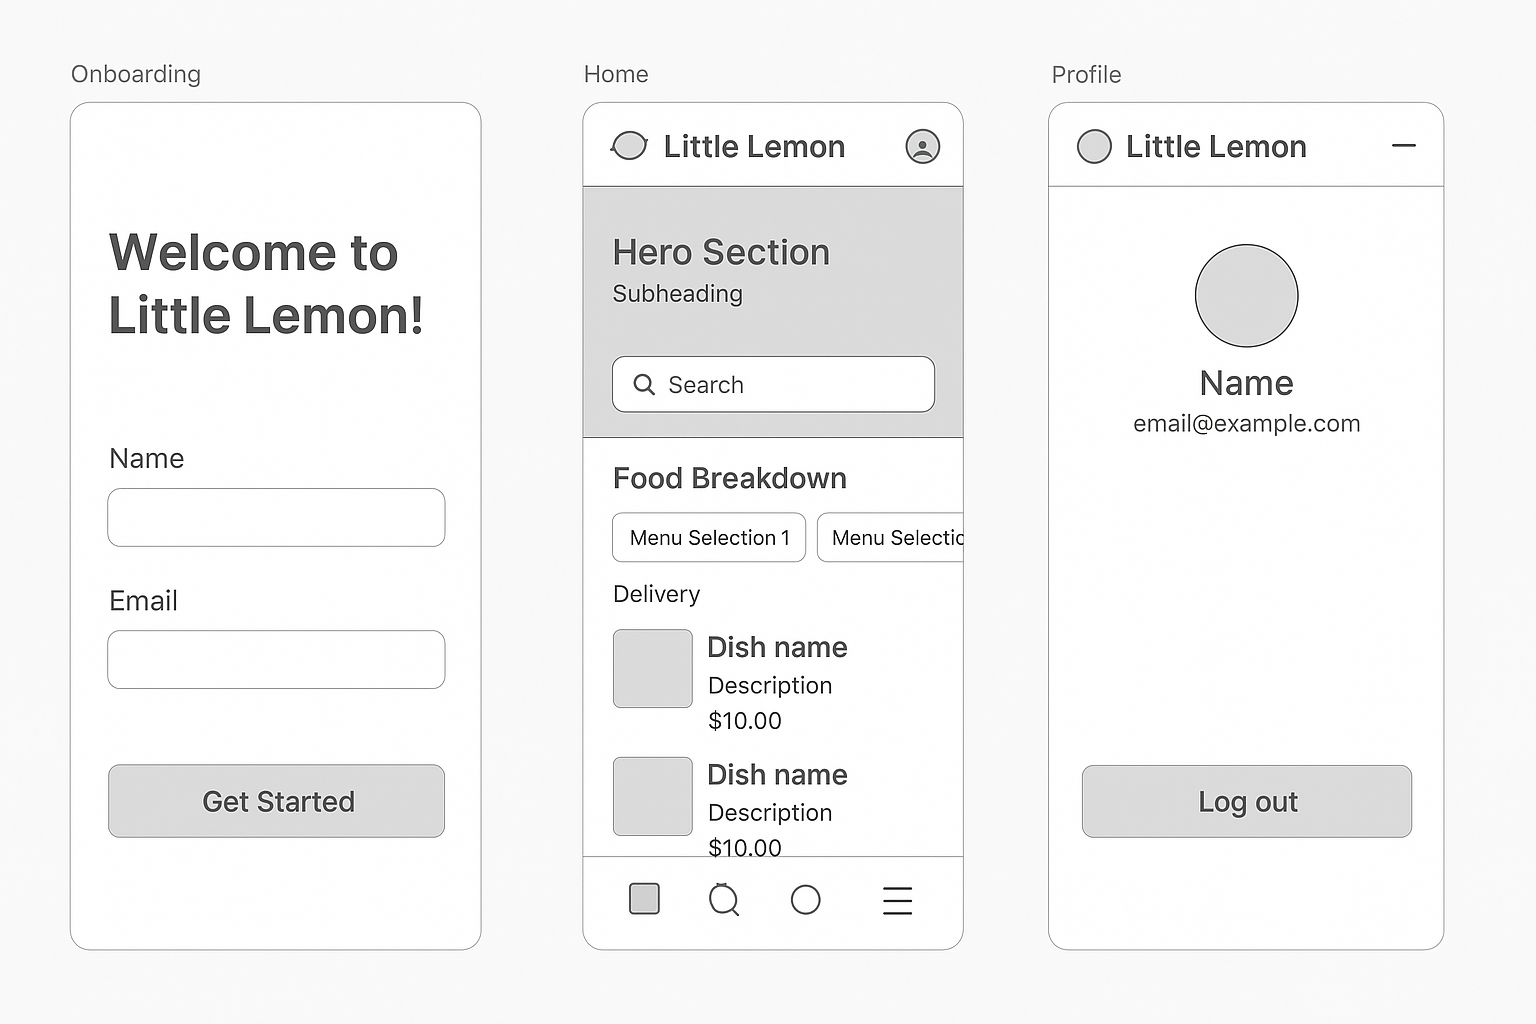 Onboarding
Welcome to
Little Lemon!
Name
Email
Get Started
Home
Little Lemon
Hero Section
Subheading
Search
Food Breakdown
Menu Selection 1
Menu Selectio
Delivery
Dish name
Description
$10.00
Dish name
Description
$10.00
Profile
Little Lemon
Name
email@example.com
Log out